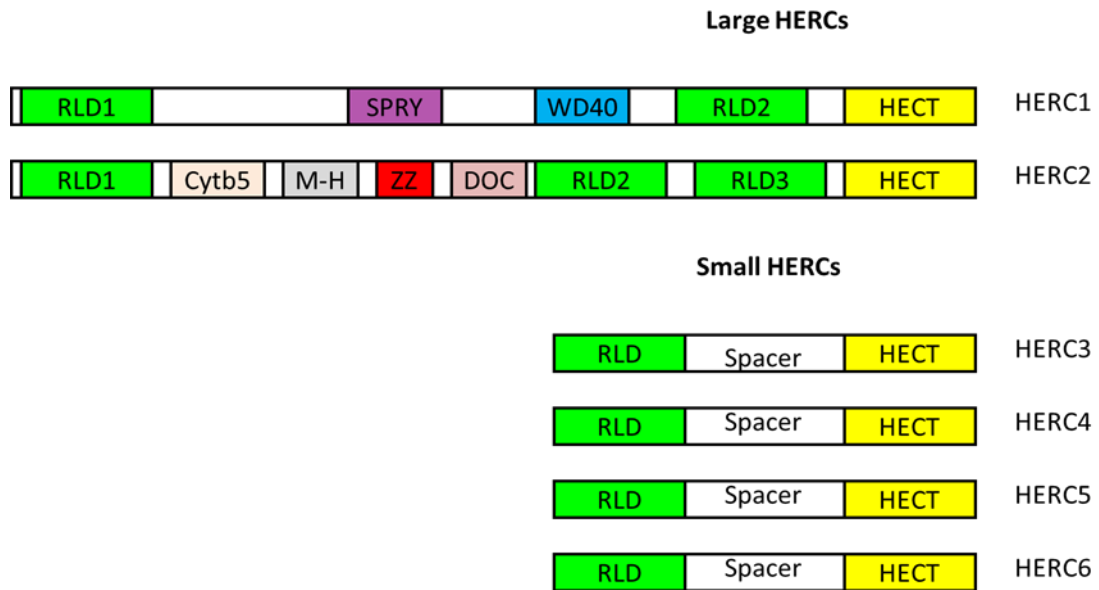 Large HERCs
RLD1 SPRY WD40 RLD2 HECT HERC1
RLD1 Cytb5 M-H ZZ DOC RLD2 RLD3 HECT HERC2
Small HERCs
RLD Spacer HECT HERC3
RLD Spacer HECT HERC4
RLD Spacer HECT HERC5
RLD Spacer HECT HERC6